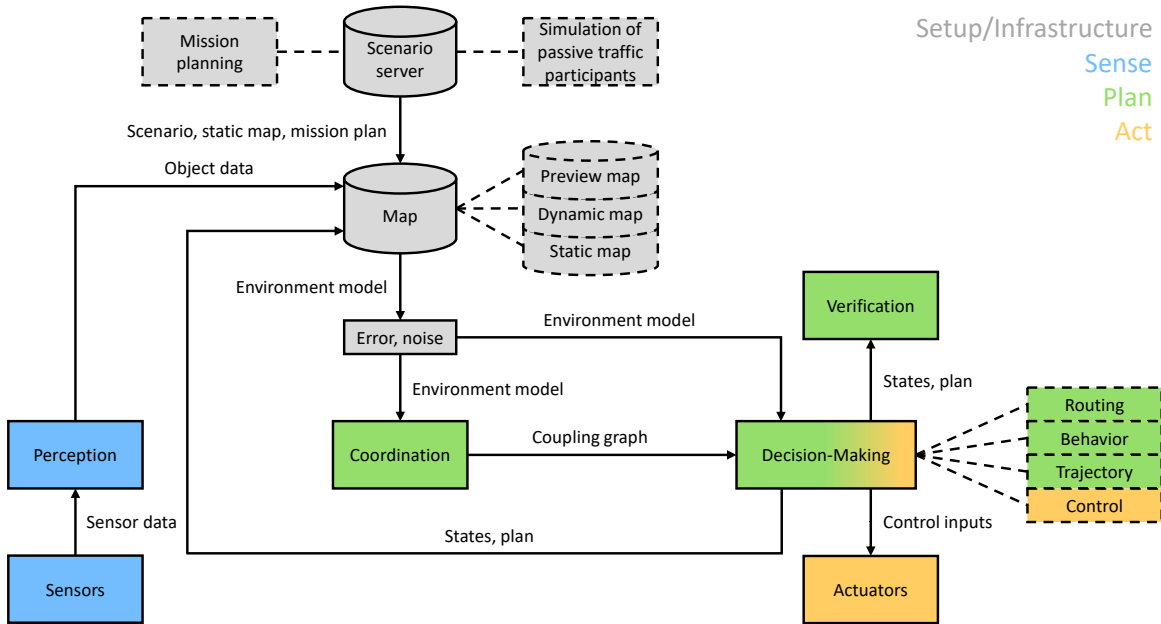 Mission
planning
Scenario
server
Simulation of
passive traffic
participants
Setup/Infrastructure
Sense
Plan
Act
Scenario, static map, mission plan
Object data
Map
Preview map
Dynamic map
Static map
Environment model
Error, noise
Environment model
Verification
Environment model
States, plan
Perception
Coordination
Coupling graph
Decision-Making
Routing
Behavior
Trajectory
Control
Sensor data
States, plan
Control inputs
Sensors
Actuators